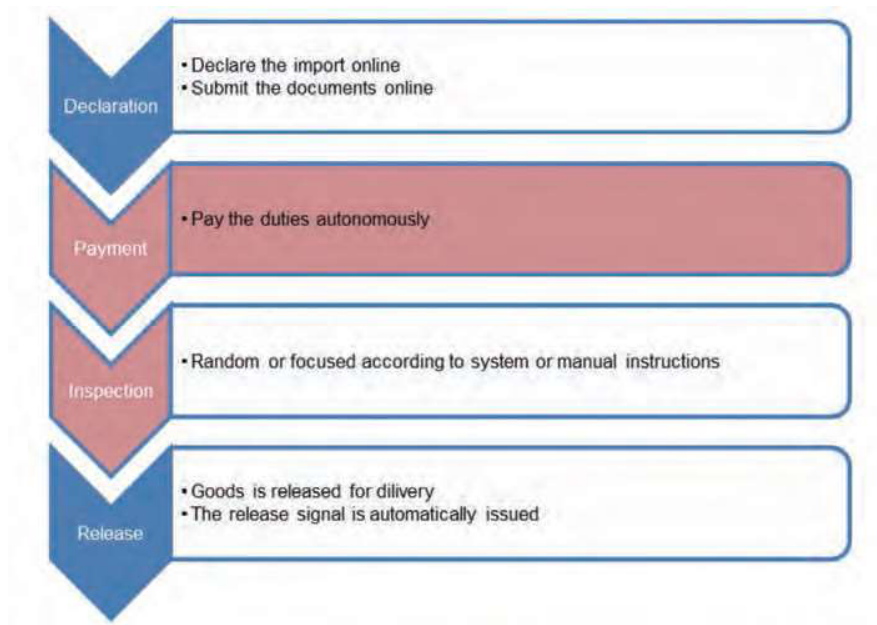 Declaration
• Declare the import online
• Submit the documents online
Payment
• Pay the duties autonomously
Inspection
• Random or focused according to system or manual instructions
Release
• Goods is released for dilivery
• The release signal is automatically issued